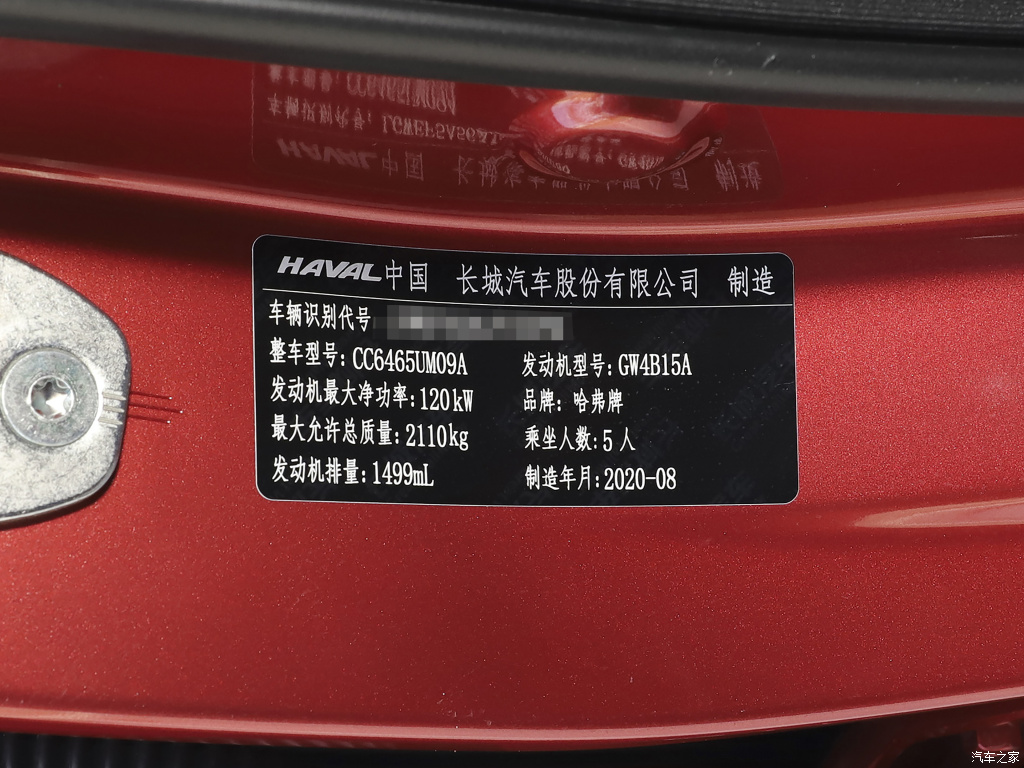 HAVAL中国 长城汽车股份有限公司 制造
车辆识别代号
整车型号:CC6465UM09A 发动机型号:GW4B15A
发动机最大净功率:120kW 品牌:哈弗牌
最大允许总质量:2110kg 乘坐人数:5人
发动机排量:1499mL 制造年月:2020-08
汽车之家